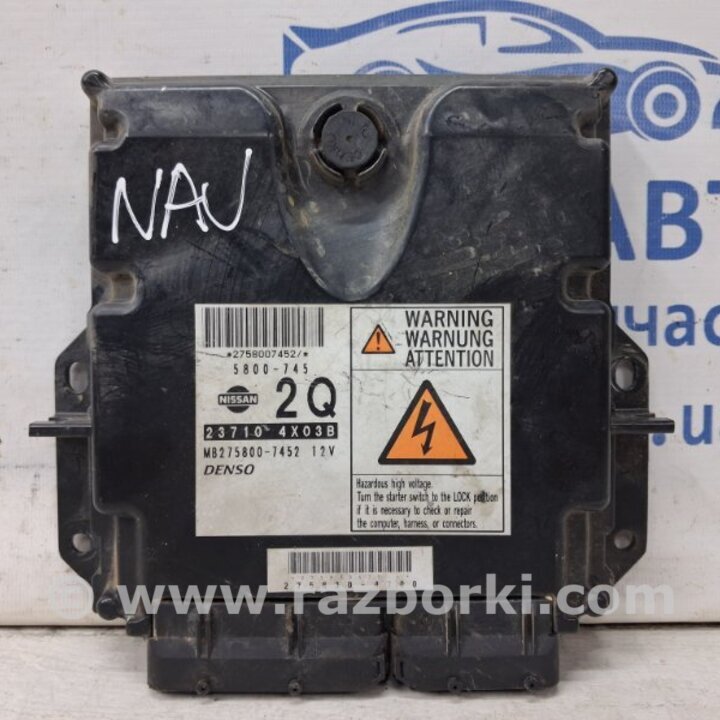 NAV
*2758007452/*
5800-745
NISSAN
2Q
23710 4X03B
MB275800-7452 12V
DENSO
WARNING
WARNUNG
ATTENTION
Hazardous high voltage.
Turn the starter switch to the LOCK position
if it is necessary to check or repair
the computer, harness, or connectors.
www.razborki.com